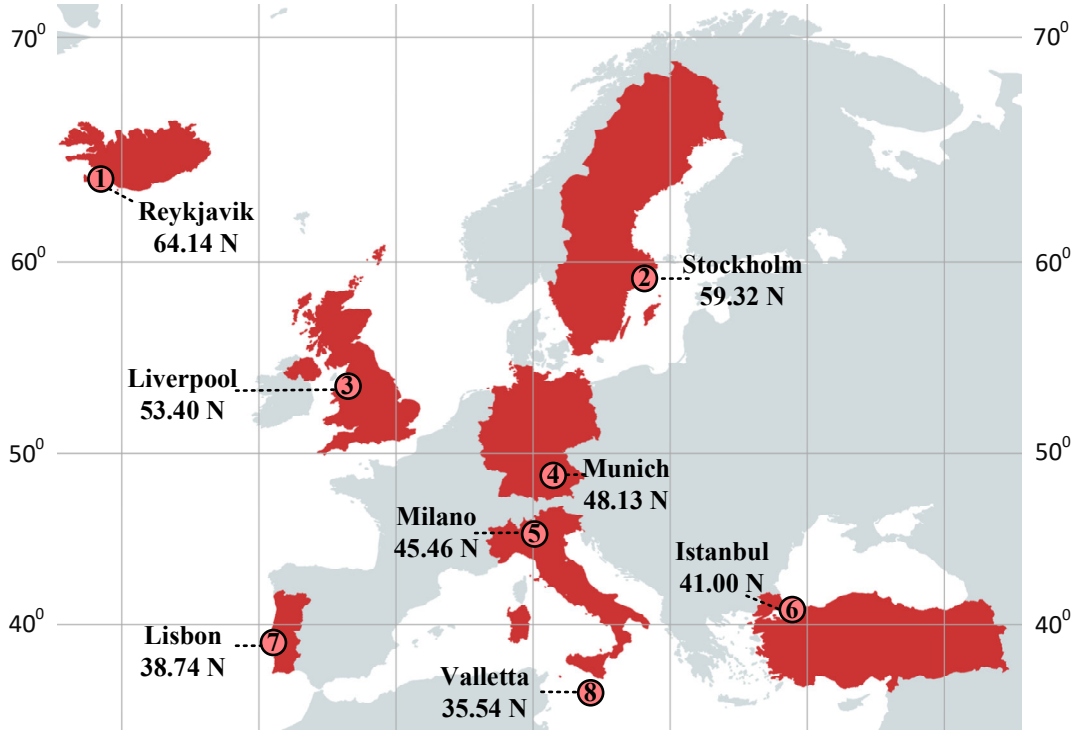 70⁰
70⁰
1
Reykjavik
64.14 N
60⁰
60⁰
2
Stockholm
59.32 N
3
Liverpool
53.40 N
50⁰
50⁰
4
Munich
48.13 N
5
Milano
45.46 N
Istanbul
41.00 N
6
40⁰
40⁰
Lisbon
38.74 N
7
Valletta
35.54 N
8